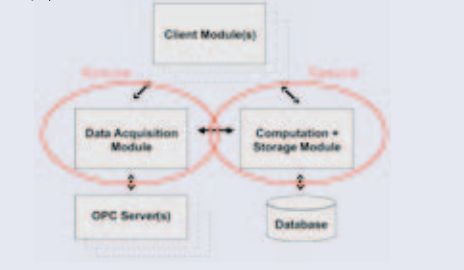 Client Module(s)
Data Acquisition
Module
Computation +
Storage Module
OPC Server(s)
Database